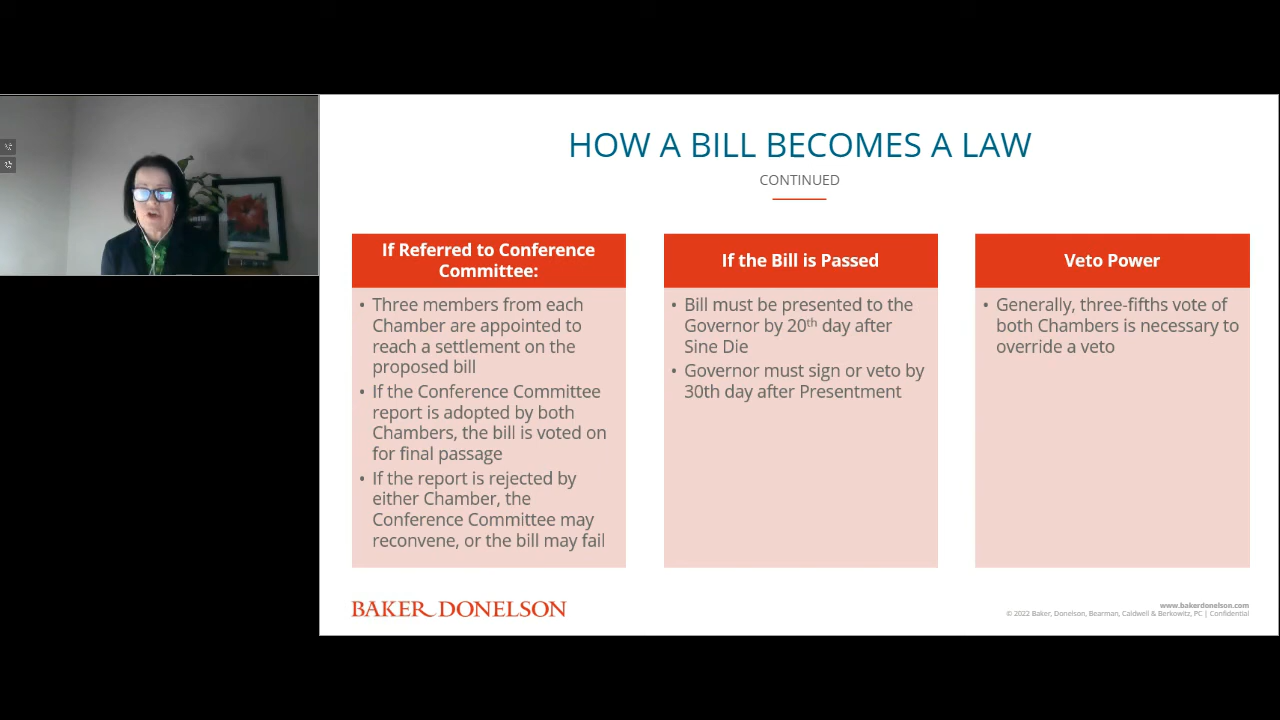 HOW A BILL BECOMES A LAW
CONTINUED
If Referred to Conference
Committee:
• Three members from each
Chamber are appointed to
reach a settlement on the
proposed bill
• If the Conference Committee
report is adopted by both
Chambers, the bill is voted on
for final passage
• If the report is rejected by
either Chamber, the
Conference Committee may
reconvene, or the bill may fail
If the Bill is Passed
• Bill must be presented to the
Governor by 20th day after
Sine Die
• Governor must sign or veto by
30th day after Presentment
Veto Power
• Generally, three-fifths vote of
both Chambers is necessary to
override a veto
BAKER DONELSON
www.bakerdonelson.com
© 2022 Baker, Donelson, Bearman, Caldwell & Berkowitz, PC | Confidential